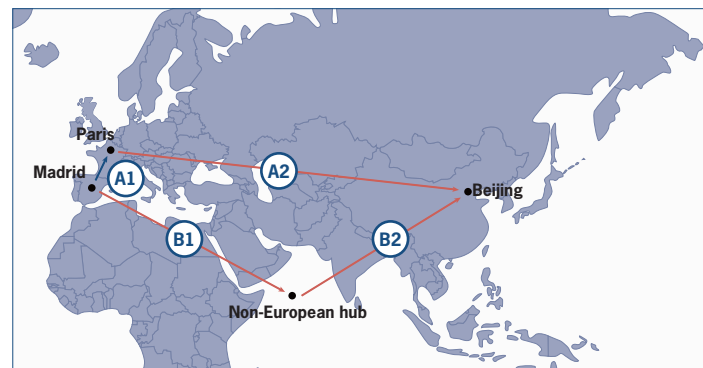 Paris
Madrid
A1
A2
Beijing
B1
B2
Non-European hub